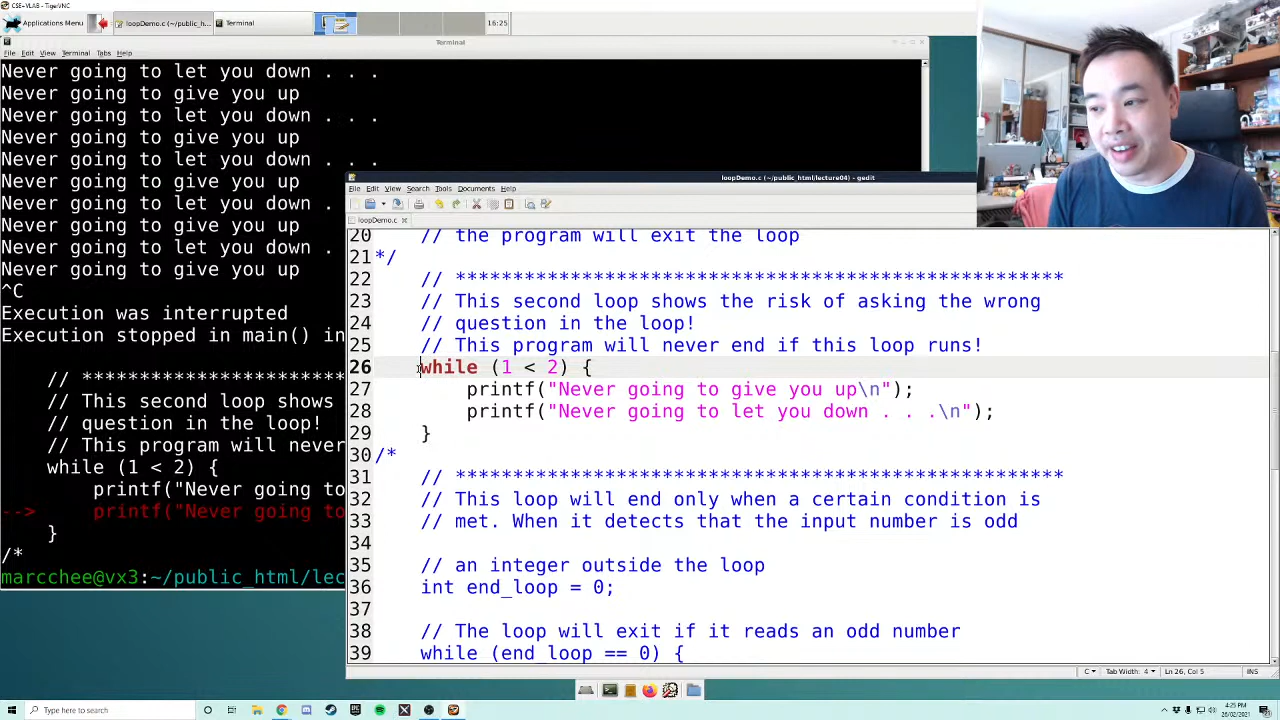 CSE-VLAB - TigerVNC
Applications Menu
loopDemo.c (~/public_h...
Terminal
16:25
Terminal
File Edit View Terminal Tabs Help
Never going to let you down . . .
Never going to give you up
Never going to let you down . . .
Never going to give you up
Never going to let you down . . .
Never going to give you up
Never going to let you down .
Never going to give you up
Never going to let you down .
Never going to give you up
^C
Execution was interrupted
Execution stopped in main() in
// ***********************
// This second loop shows
// question in the loop!
// This program will never
while (1 < 2) {
printf("Never going to
--> printf("Never going to
}
/*
marcchee@vx3:~/public_html/lec
loopDemo.c (~/public_html/lecture04) - gedit
File Edit View Search Tools Documents Help
loopDemo.c
20 // the program will exit the loop
21 */
22 // *****************************************************
23 // This second loop shows the risk of asking the wrong
24 // question in the loop!
25 // This program will never end if this loop runs!
26 while (1 < 2) {
27 printf("Never going to give you up\n");
28 printf("Never going to let you down . . .\n");
29 }
30 /*
31 // *****************************************************
32 // This loop will end only when a certain condition is
33 // met. When it detects that the input number is odd
34
35 // an integer outside the loop
36 int end_loop = 0;
37
38 // The loop will exit if it reads an odd number
39 while (end_loop == 0) {
C Tab Width: 4 Ln 26, Col 5 INS
Type here to search
4:25 PM
26/02/2021